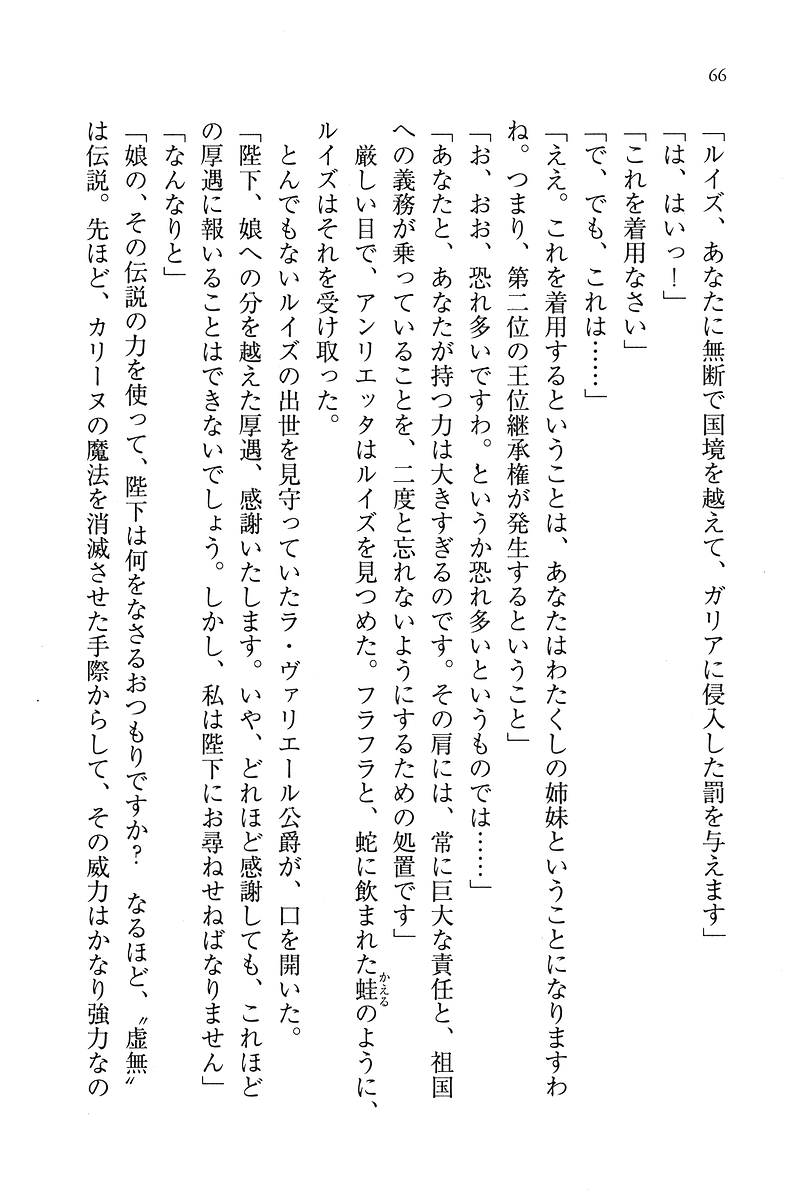 66
「ルイズ、あなたに無断で国境を越えて、ガリアに侵入した罰を与えます」
「は、はいっ！」
「これを着用なさい」
「で、でも、これは……」
「ええ。これを着用するということは、あなたはわたくしの姉妹ということになりますわ
ね。つまり、第二位の王位継承権が発生するということ」
「お、おお、恐れ多いですわ。というか恐れ多いというものでは……」
「あなたと、あなたが持つ力は大きすぎるのです。その肩には、常に巨大な責任と、祖国
への義務が乗っていることを、二度と忘れないようにするための処置です」
厳しい目で、アンリエッタはルイズを見つめた。フラフラと、蛇に飲まれた蛙かえるのように、
ルイズはそれを受け取った。
とんでもないルイズの出世を見守っていたラ・ヴァリエール公爵が、口を開いた。
「陛下、娘への分を越えた厚遇、感謝いたします。いや、どれほど感謝しても、これほど
の厚遇に報いることはできないでしょう。しかし、私は陛下にお尋ねせねばなりません」
「なんなりと」
「娘の、その伝説の力を使って、陛下は何をなさるおつもりですか？　なるほど、〝虚無〟
は伝説。先ほど、カリーヌの魔法を消滅させた手際からして、その威力はかなり強力なの